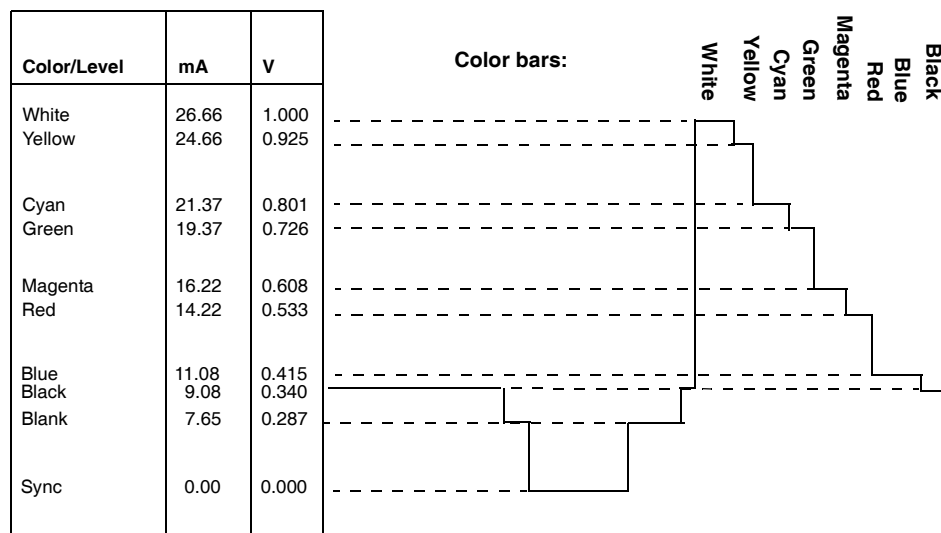 Color/Level mA V
White 26.66 1.000
Yellow 24.66 0.925
Cyan 21.37 0.801
Green 19.37 0.726
Magenta 16.22 0.608
Red 14.22 0.533
Blue 11.08 0.415
Black 9.08 0.340
Blank 7.65 0.287
Sync 0.00 0.000
Color bars:
White
Yellow
Cyan
Green
Magenta
Red
Blue
Black